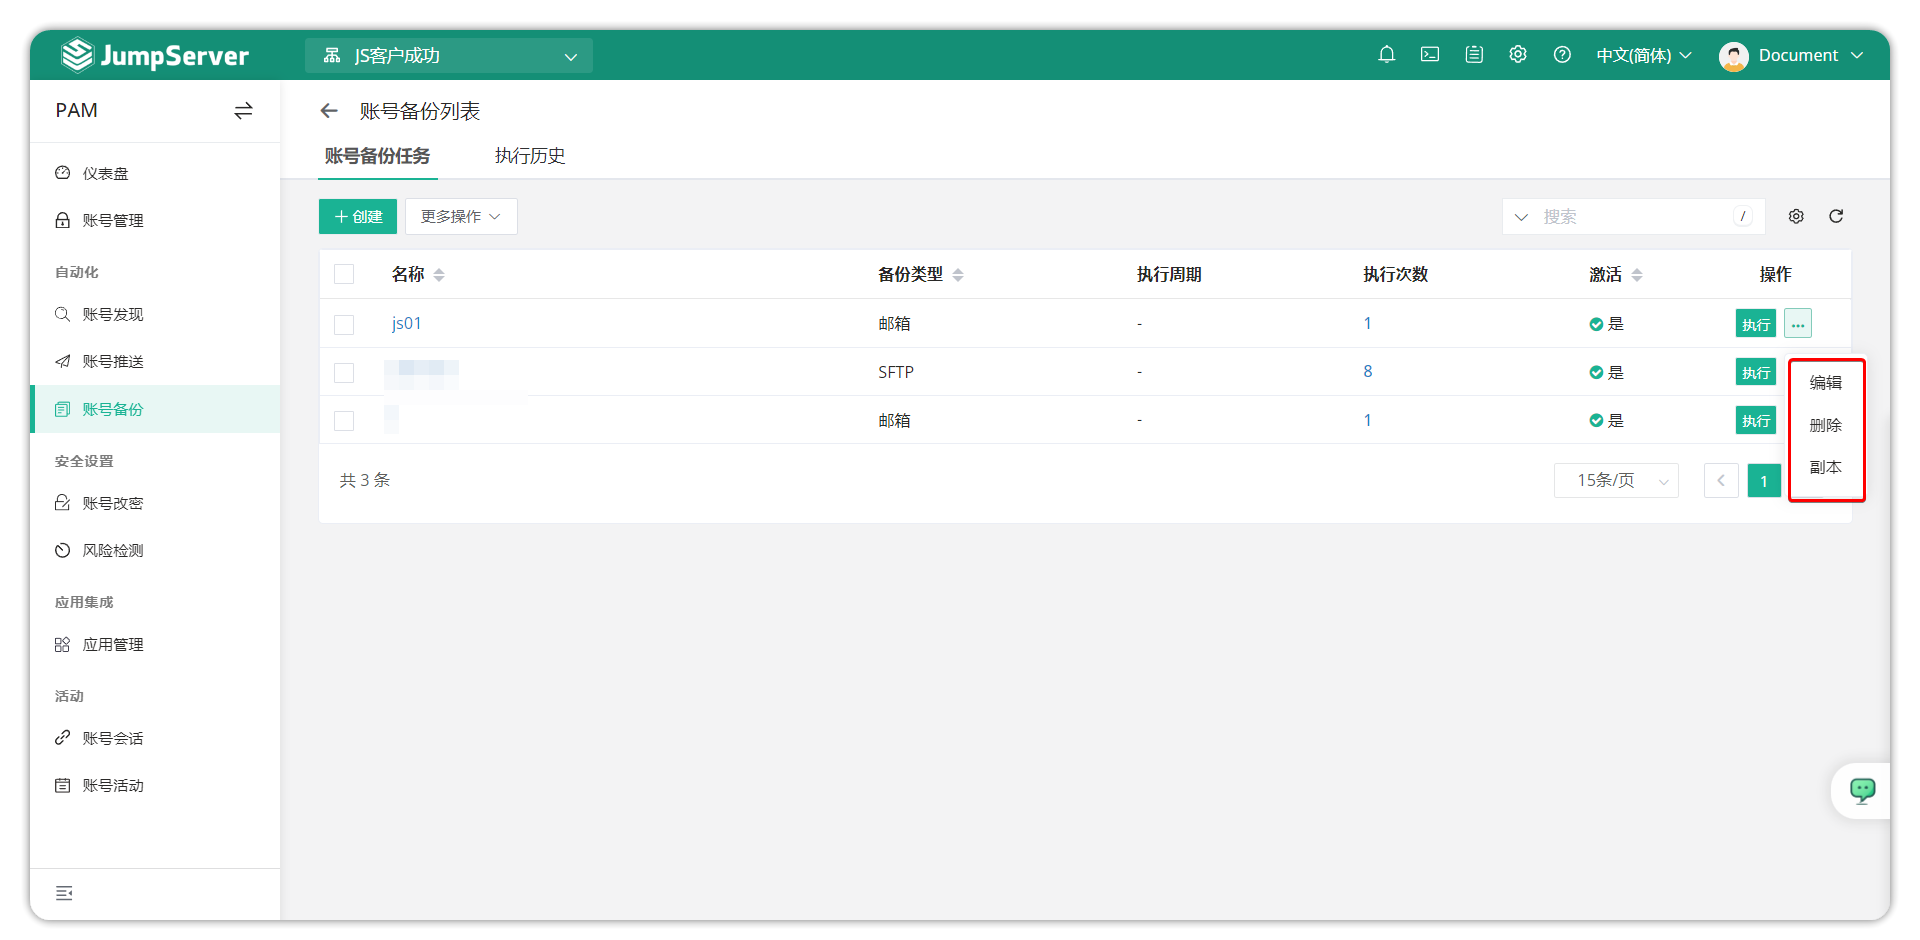 JumpServer
JS客户成功
中文(简体)
Document
PAM
仪表盘
账号管理
自动化
账号发现
账号推送
账号备份
安全设置
账号改密
风险检测
应用集成
应用管理
活动
账号会话
账号活动
账号备份列表
账号备份任务 执行历史
创建 更多操作 搜索 /
名称 备份类型 执行周期 执行次数 激活 操作
js01 邮箱 - 1 是 执行 ...
SFTP - 8 是 执行
邮箱 - 1 是 执行
编辑
删除
副本
共 3 条 15条/页 1